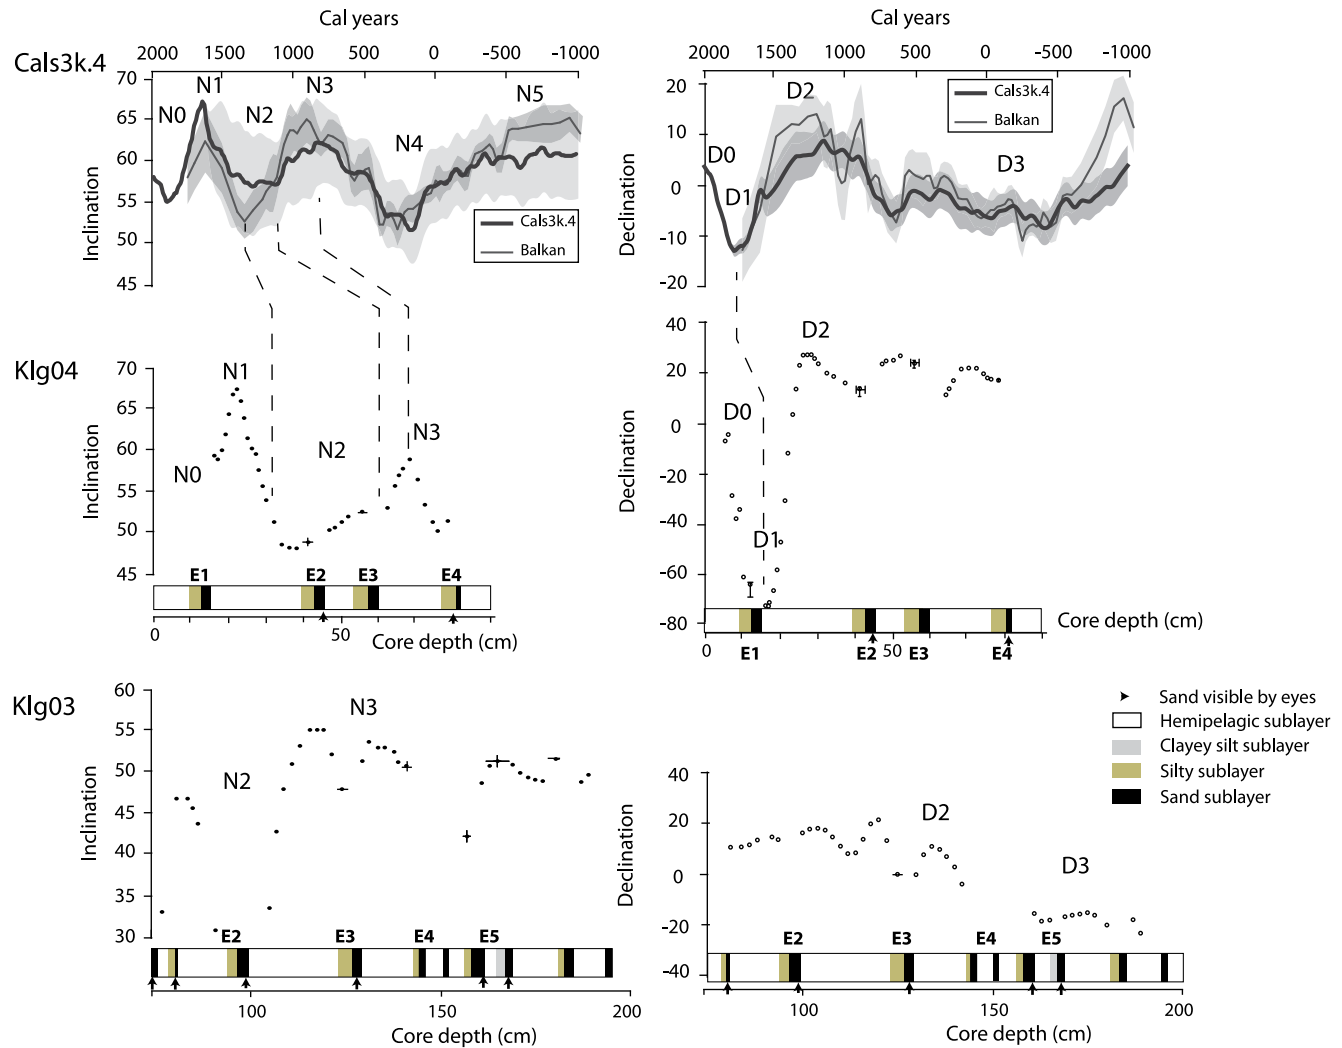 Cal years
Cal years
2000 1500 1000 500 0 -500 -1000
2000 1500 1000 500 0 -500 -1000
Cals3k.4
70
65
60
55
50
45
Inclination
N0
N1
N2
N3
N4
N5
Cals3k.4
Balkan
20
10
0
-10
-20
Declination
D0
D1
D2
D3
Cals3k.4
Balkan
Klg04
70
65
60
55
50
45
Inclination
N0
N1
N2
N3
E1 E2 E3 E4
0 50
Core depth (cm)
40
20
0
-20
-40
-60
-80
Declination
D0
D1
D2
0 50
E1 E2 E3 E4
Core depth (cm)
Klg03
60
55
50
45
40
35
30
Inclination
N2
N3
E2 E3 E4 E5
100 150 200
Core depth (cm)
40
20
0
-20
-40
Declination
D2
D3
E2 E3 E4 E5
100 150 200
Core depth (cm)
Sand visible by eyes
Hemipelagic sublayer
Clayey silt sublayer
Silty sublayer
Sand sublayer